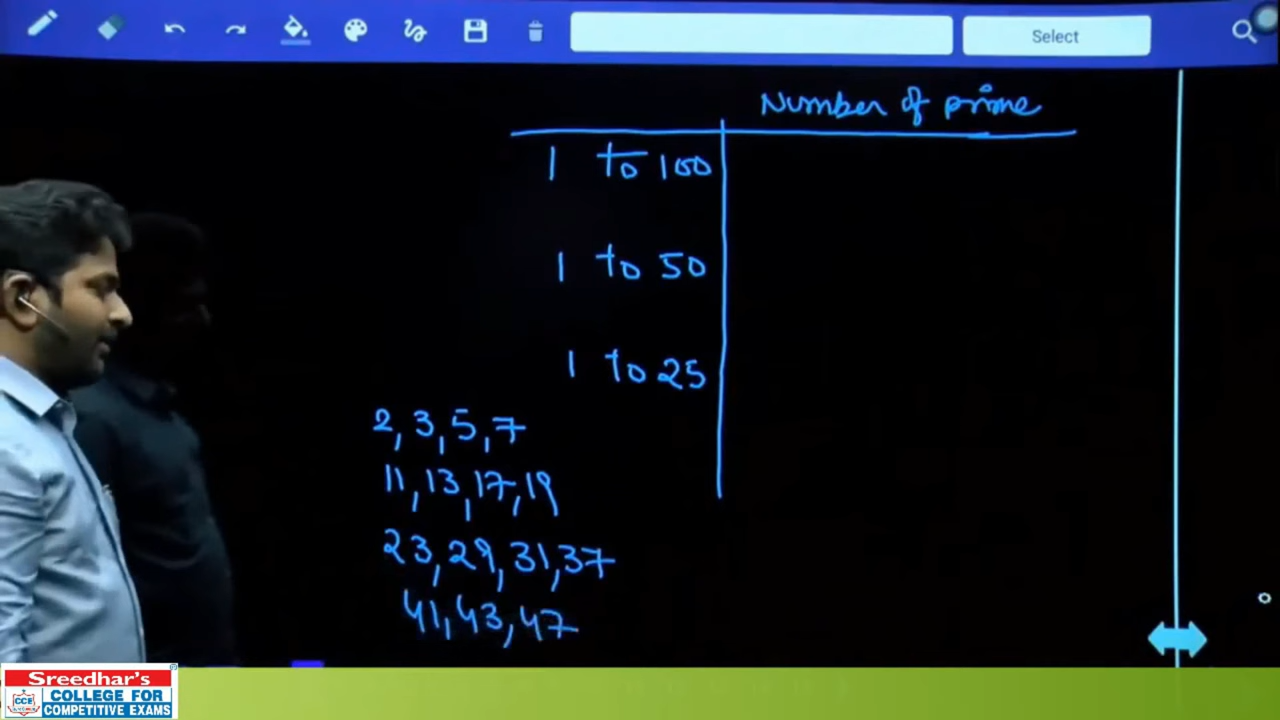 Select
Number of prime
1 to 100
1 to 50
1 to 25
2, 3, 5, 7
11, 13, 17, 19
23, 29, 31, 37
41, 43, 47
Sreedhar's
CCE
COLLEGE FOR
COMPETITIVE EXAMS